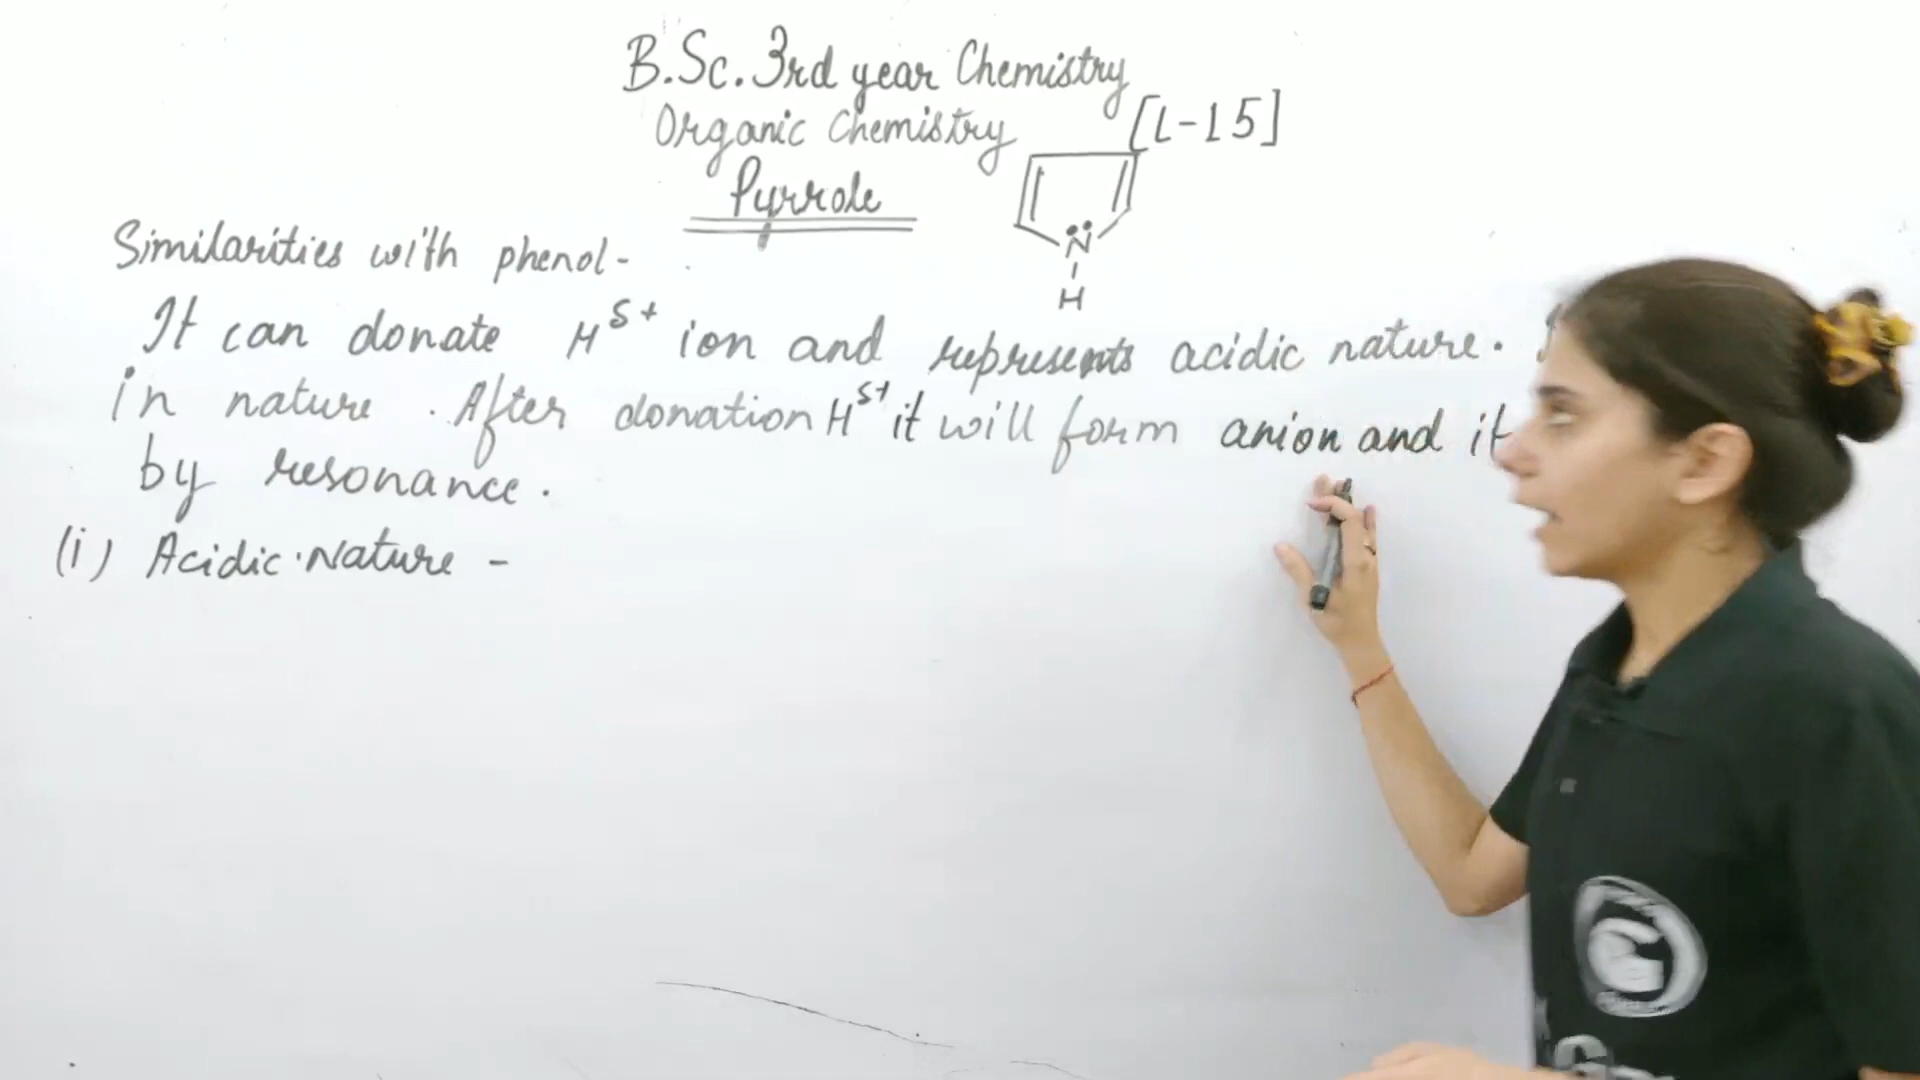 B.Sc. 3rd year Chemistry
Organic Chemistry [L-15]
Pyrrole
N
H
Similarities with phenol-
It can donate H^δ+ ion and represents acidic nature.
in nature. After donation H^δ+ it will form anion and it
by resonance.
(i) Acidic Nature -